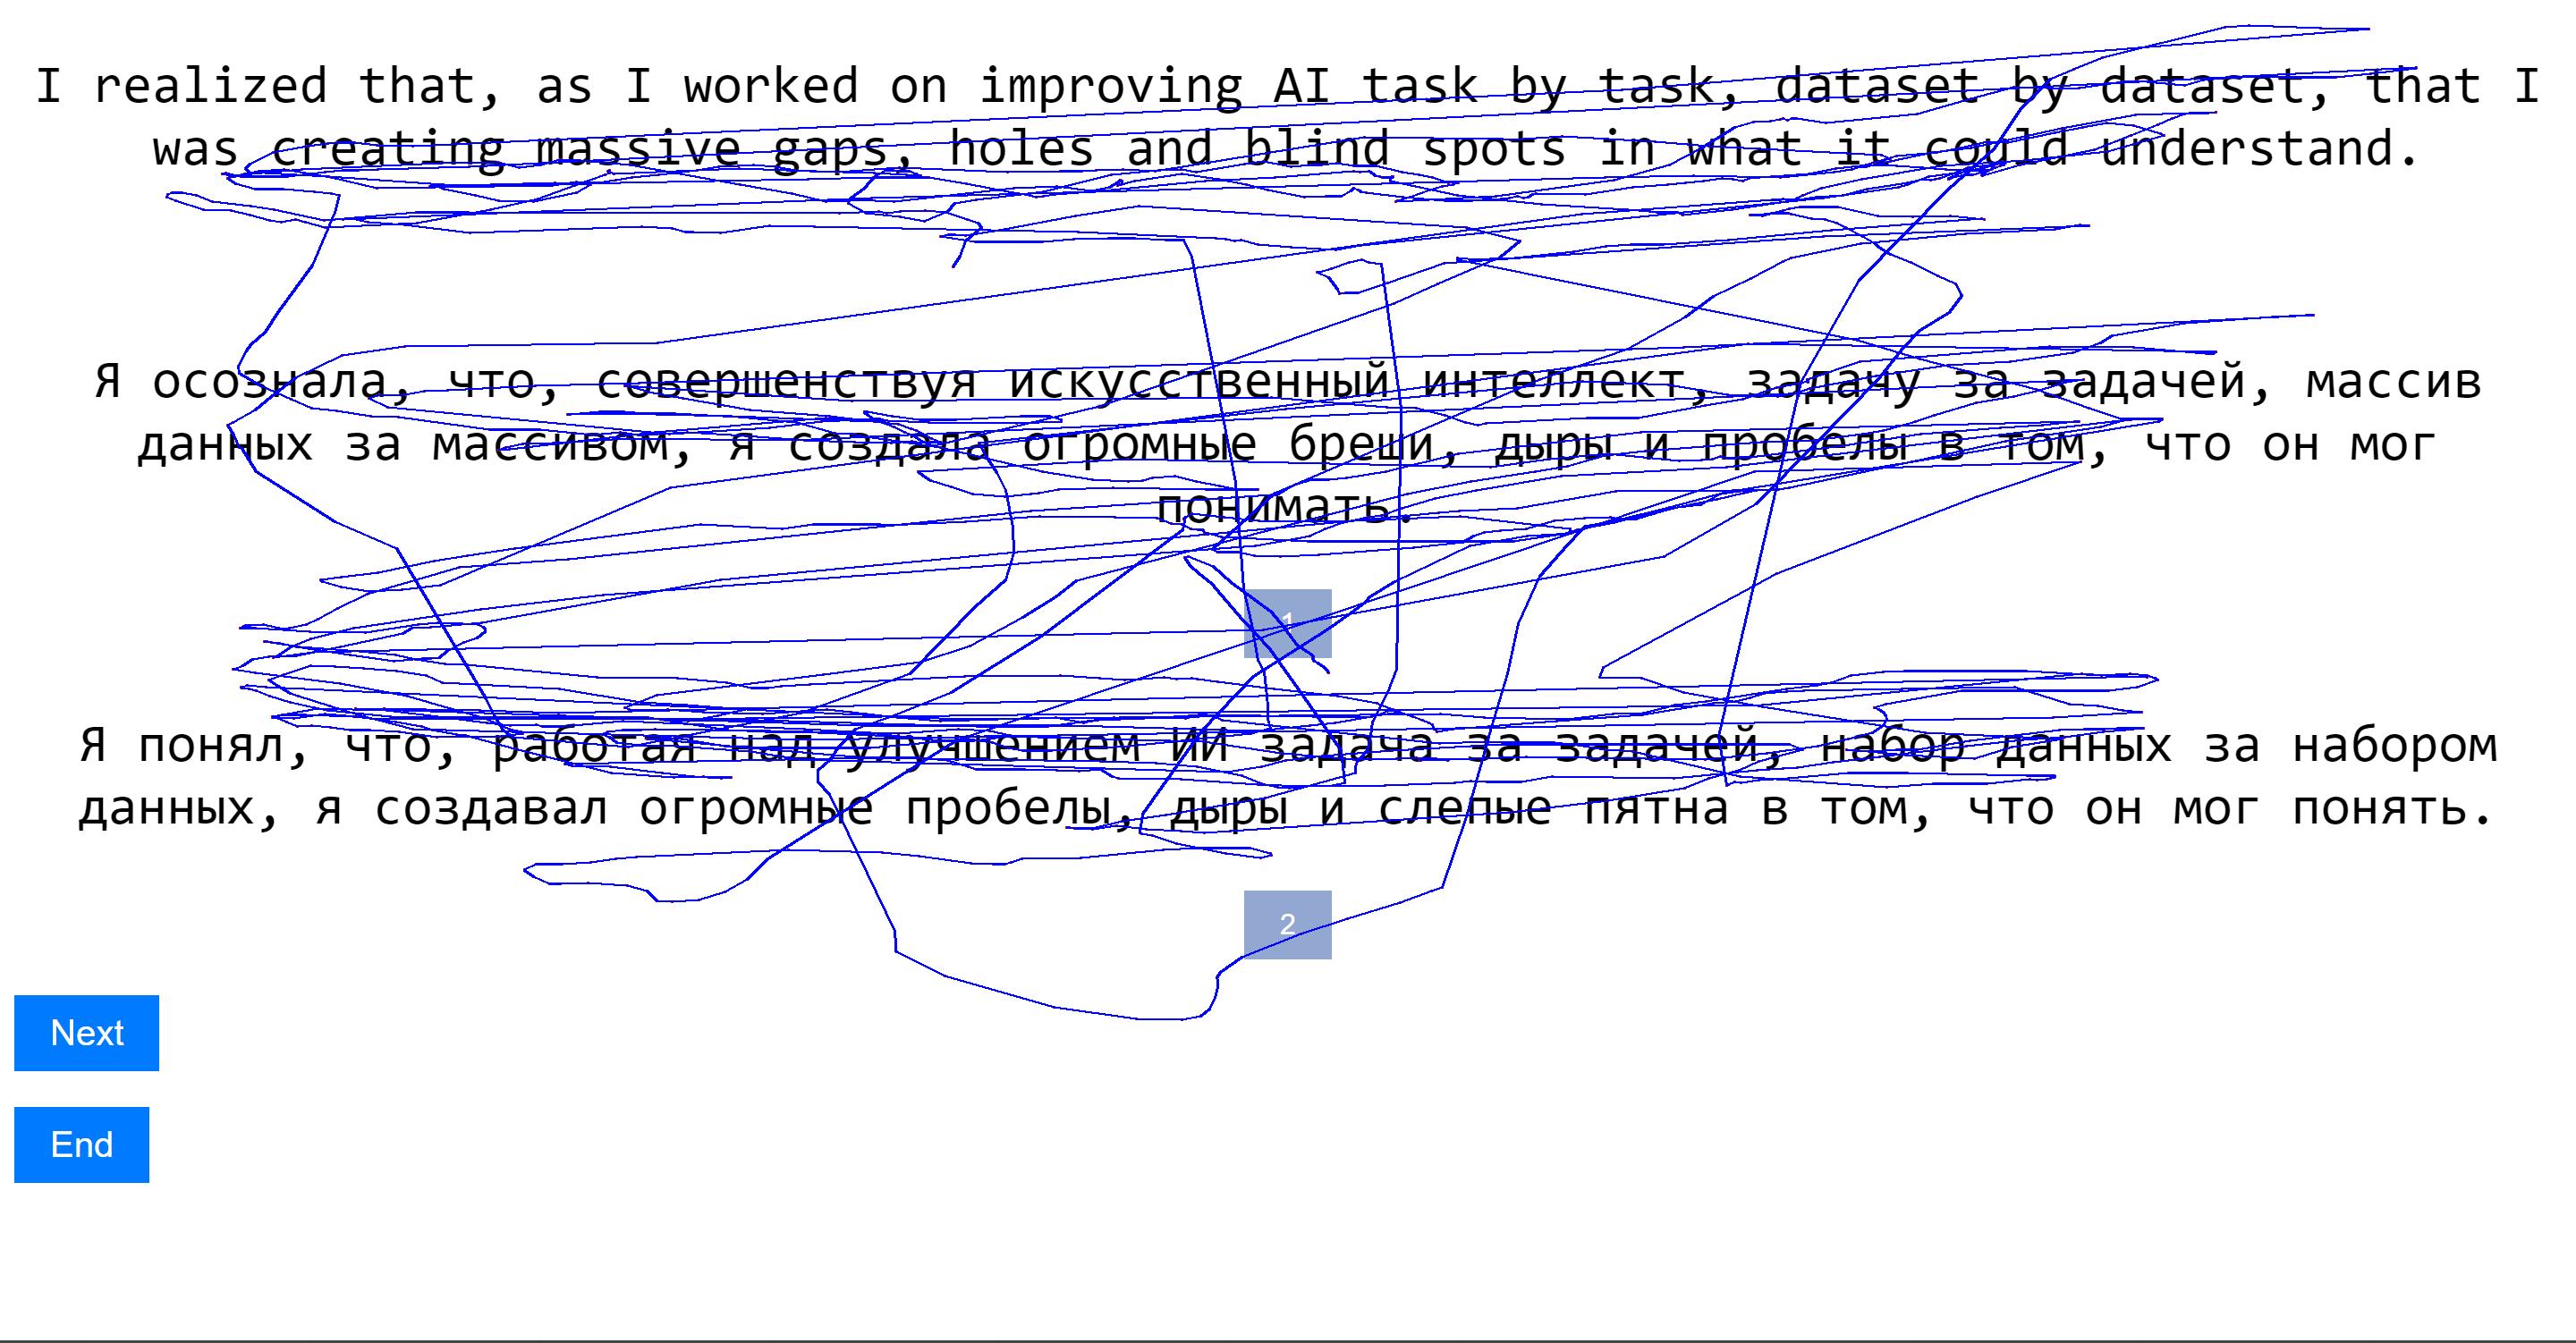 I realized that, as I worked on improving AI task by task, dataset by dataset, that I
was creating massive gaps, holes and blind spots in what it could understand.
Я осознала, что, совершенствуя искусственный интеллект, задачу за задачей, массив
данных за массивом, я создала огромные бреши, дыры и пробелы в том, что он мог
понимать.
1
Я понял, что, работая над улучшением ИИ задача за задачей, набор данных за набором
данных, я создавал огромные пробелы, дыры и слепые пятна в том, что он мог понять.
2
Next
End